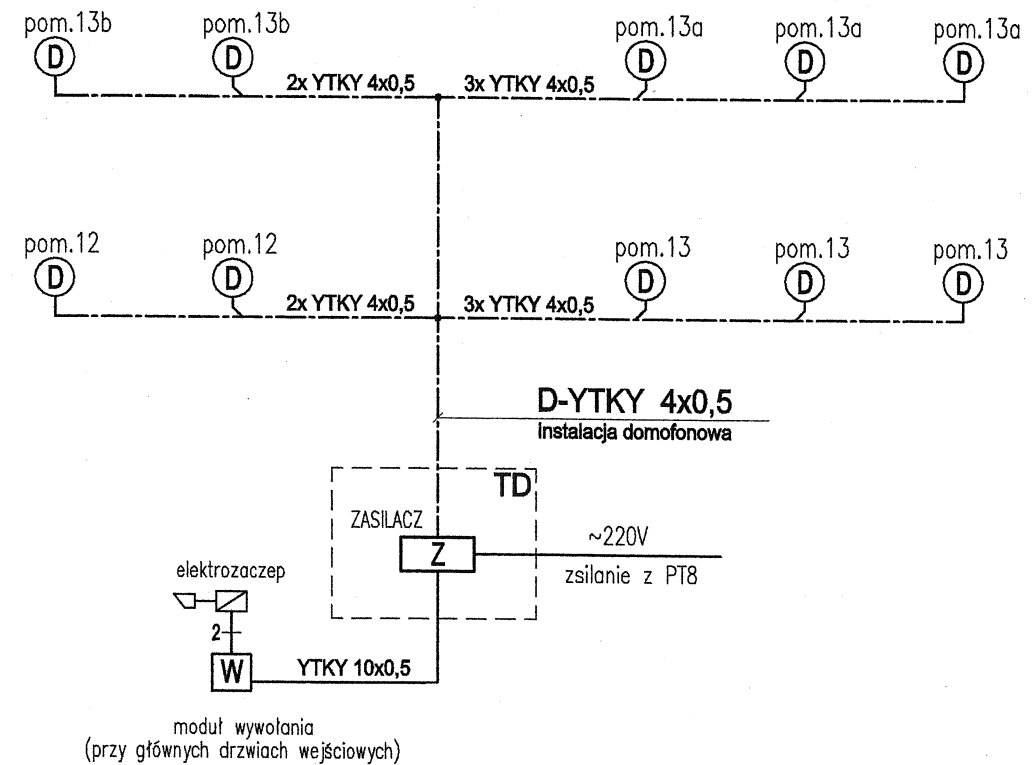 pom.13b pom.13b pom.13a pom.13a pom.13a
D D D D D
2x YTKY 4x0,5 3x YTKY 4x0,5
pom.12 pom.12 pom.13 pom.13 pom.13
D D D D D
2x YTKY 4x0,5 3x YTKY 4x0,5
D-YTKY 4x0,5
instalacja domofonowa
TD
ZASILACZ
Z
~220V
zsilanie z PT8
elektrozaczep
2
W
YTKY 10x0,5
moduł wywołania
(przy głównych drzwiach wejściowych)